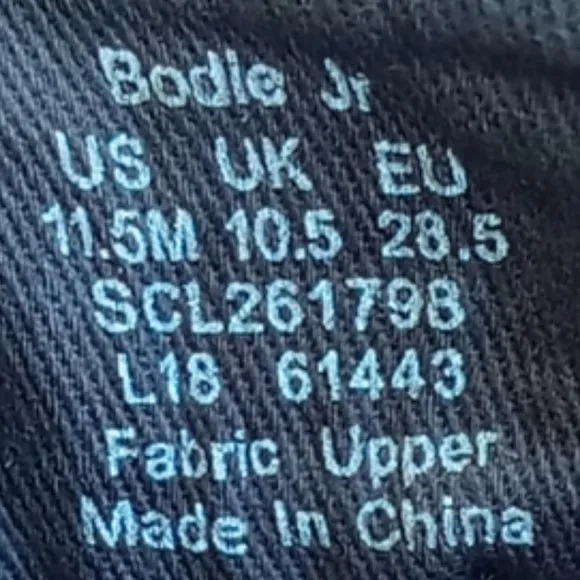 Bodie Jr
US UK EU
11.5M 10.5 28.5
SCL261798
L18 61443
Fabric Upper
Made In China